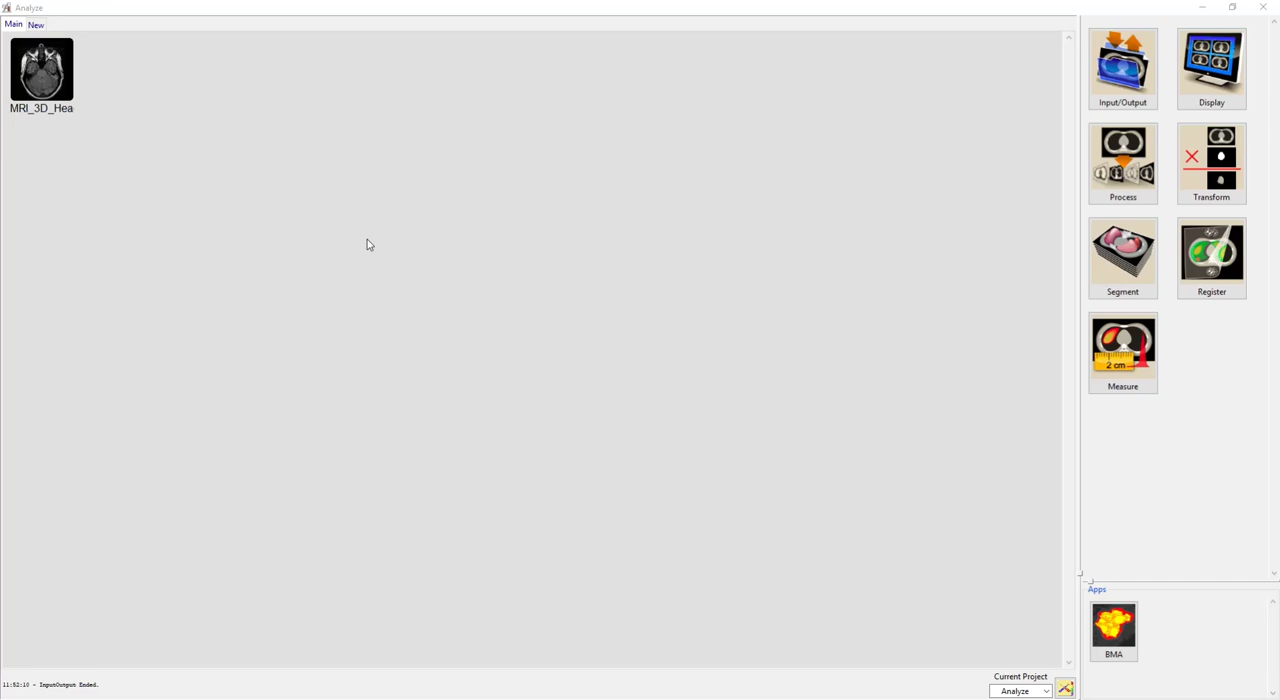 Analyze
Main New
MRI_3D_Hea
Input/Output
Display
Process
Transform
Segment
Register
2 cm
Measure
Apps
BMA
Current Project
Analyze
11:52:10 - InputOutput Ended.